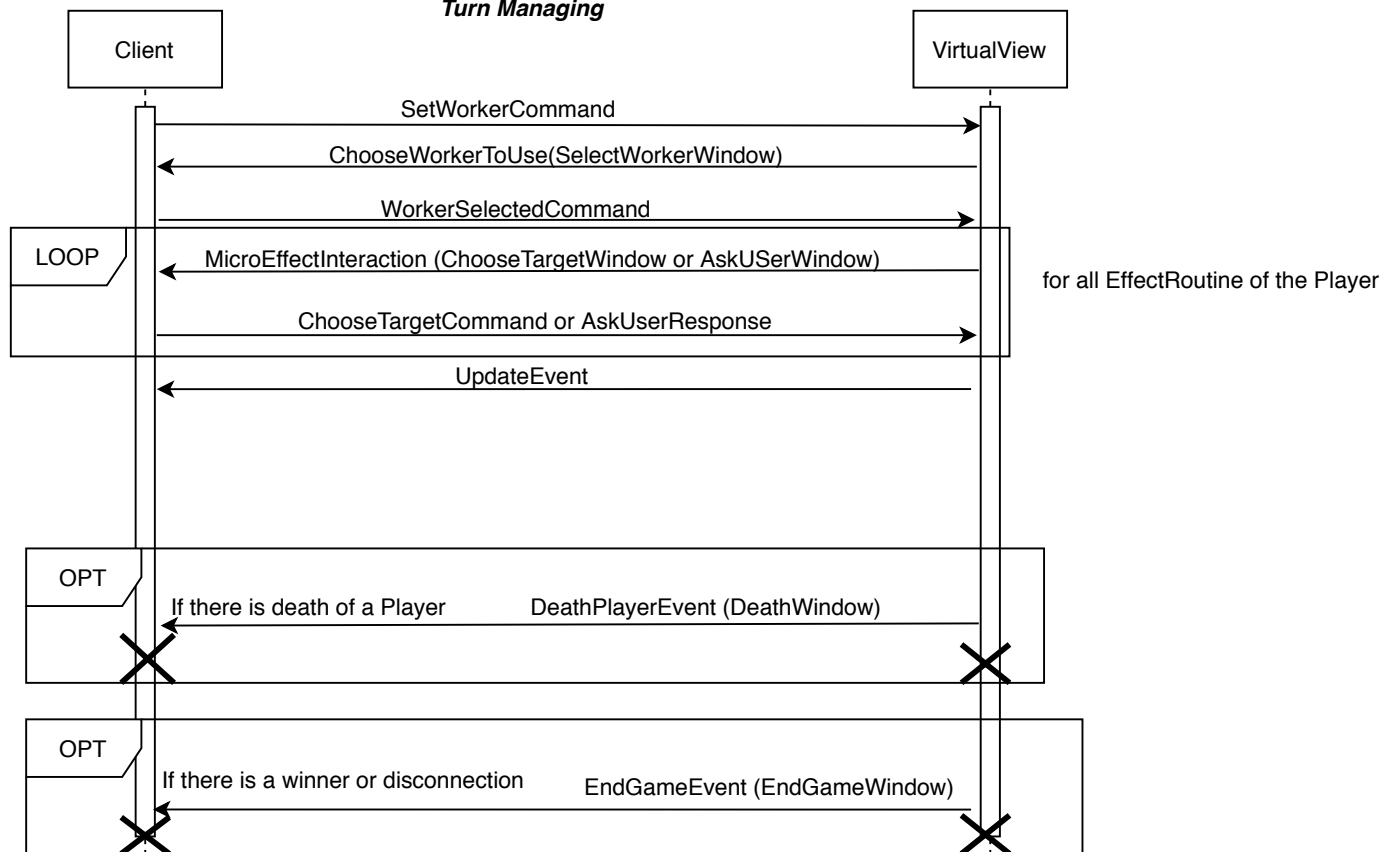 Turn Managing
Client
VirtualView
SetWorkerCommand
ChooseWorkerToUse(SelectWorkerWindow)
WorkerSelectedCommand
LOOP
MicroEffectInteraction (ChooseTargetWindow or AskUSerWindow)
for all EffectRoutine of the Player
ChooseTargetCommand or AskUserResponse
UpdateEvent
OPT
If there is death of a Player
DeathPlayerEvent (DeathWindow)
OPT
If there is a winner or disconnection
EndGameEvent (EndGameWindow)